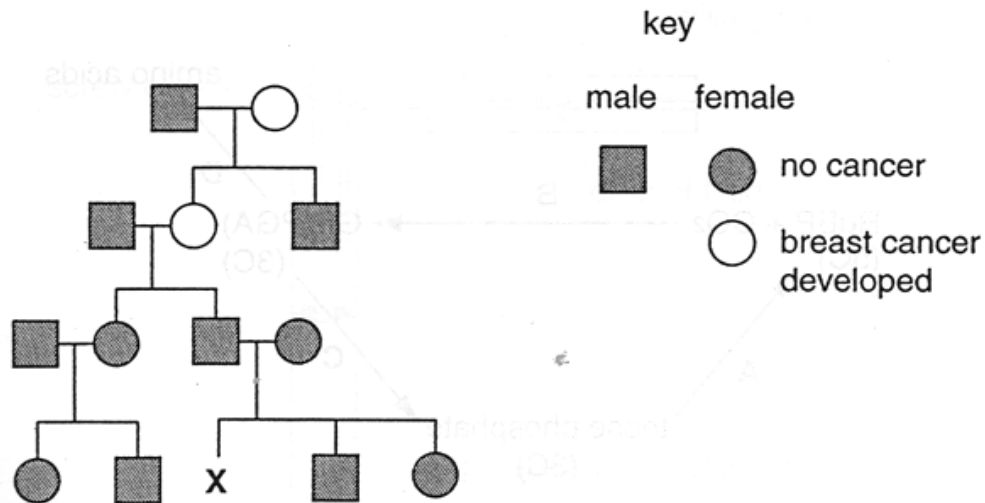 key
male female
no cancer
breast cancer
developed
X